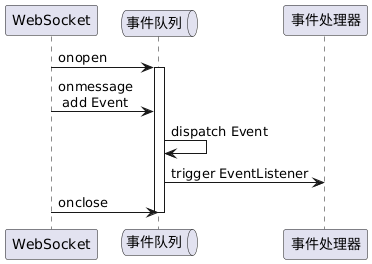 WebSocket
事件队列
事件处理器
onopen
onmessage
add Event
dispatch Event
trigger EventListener
onclose
WebSocket
事件队列
事件处理器